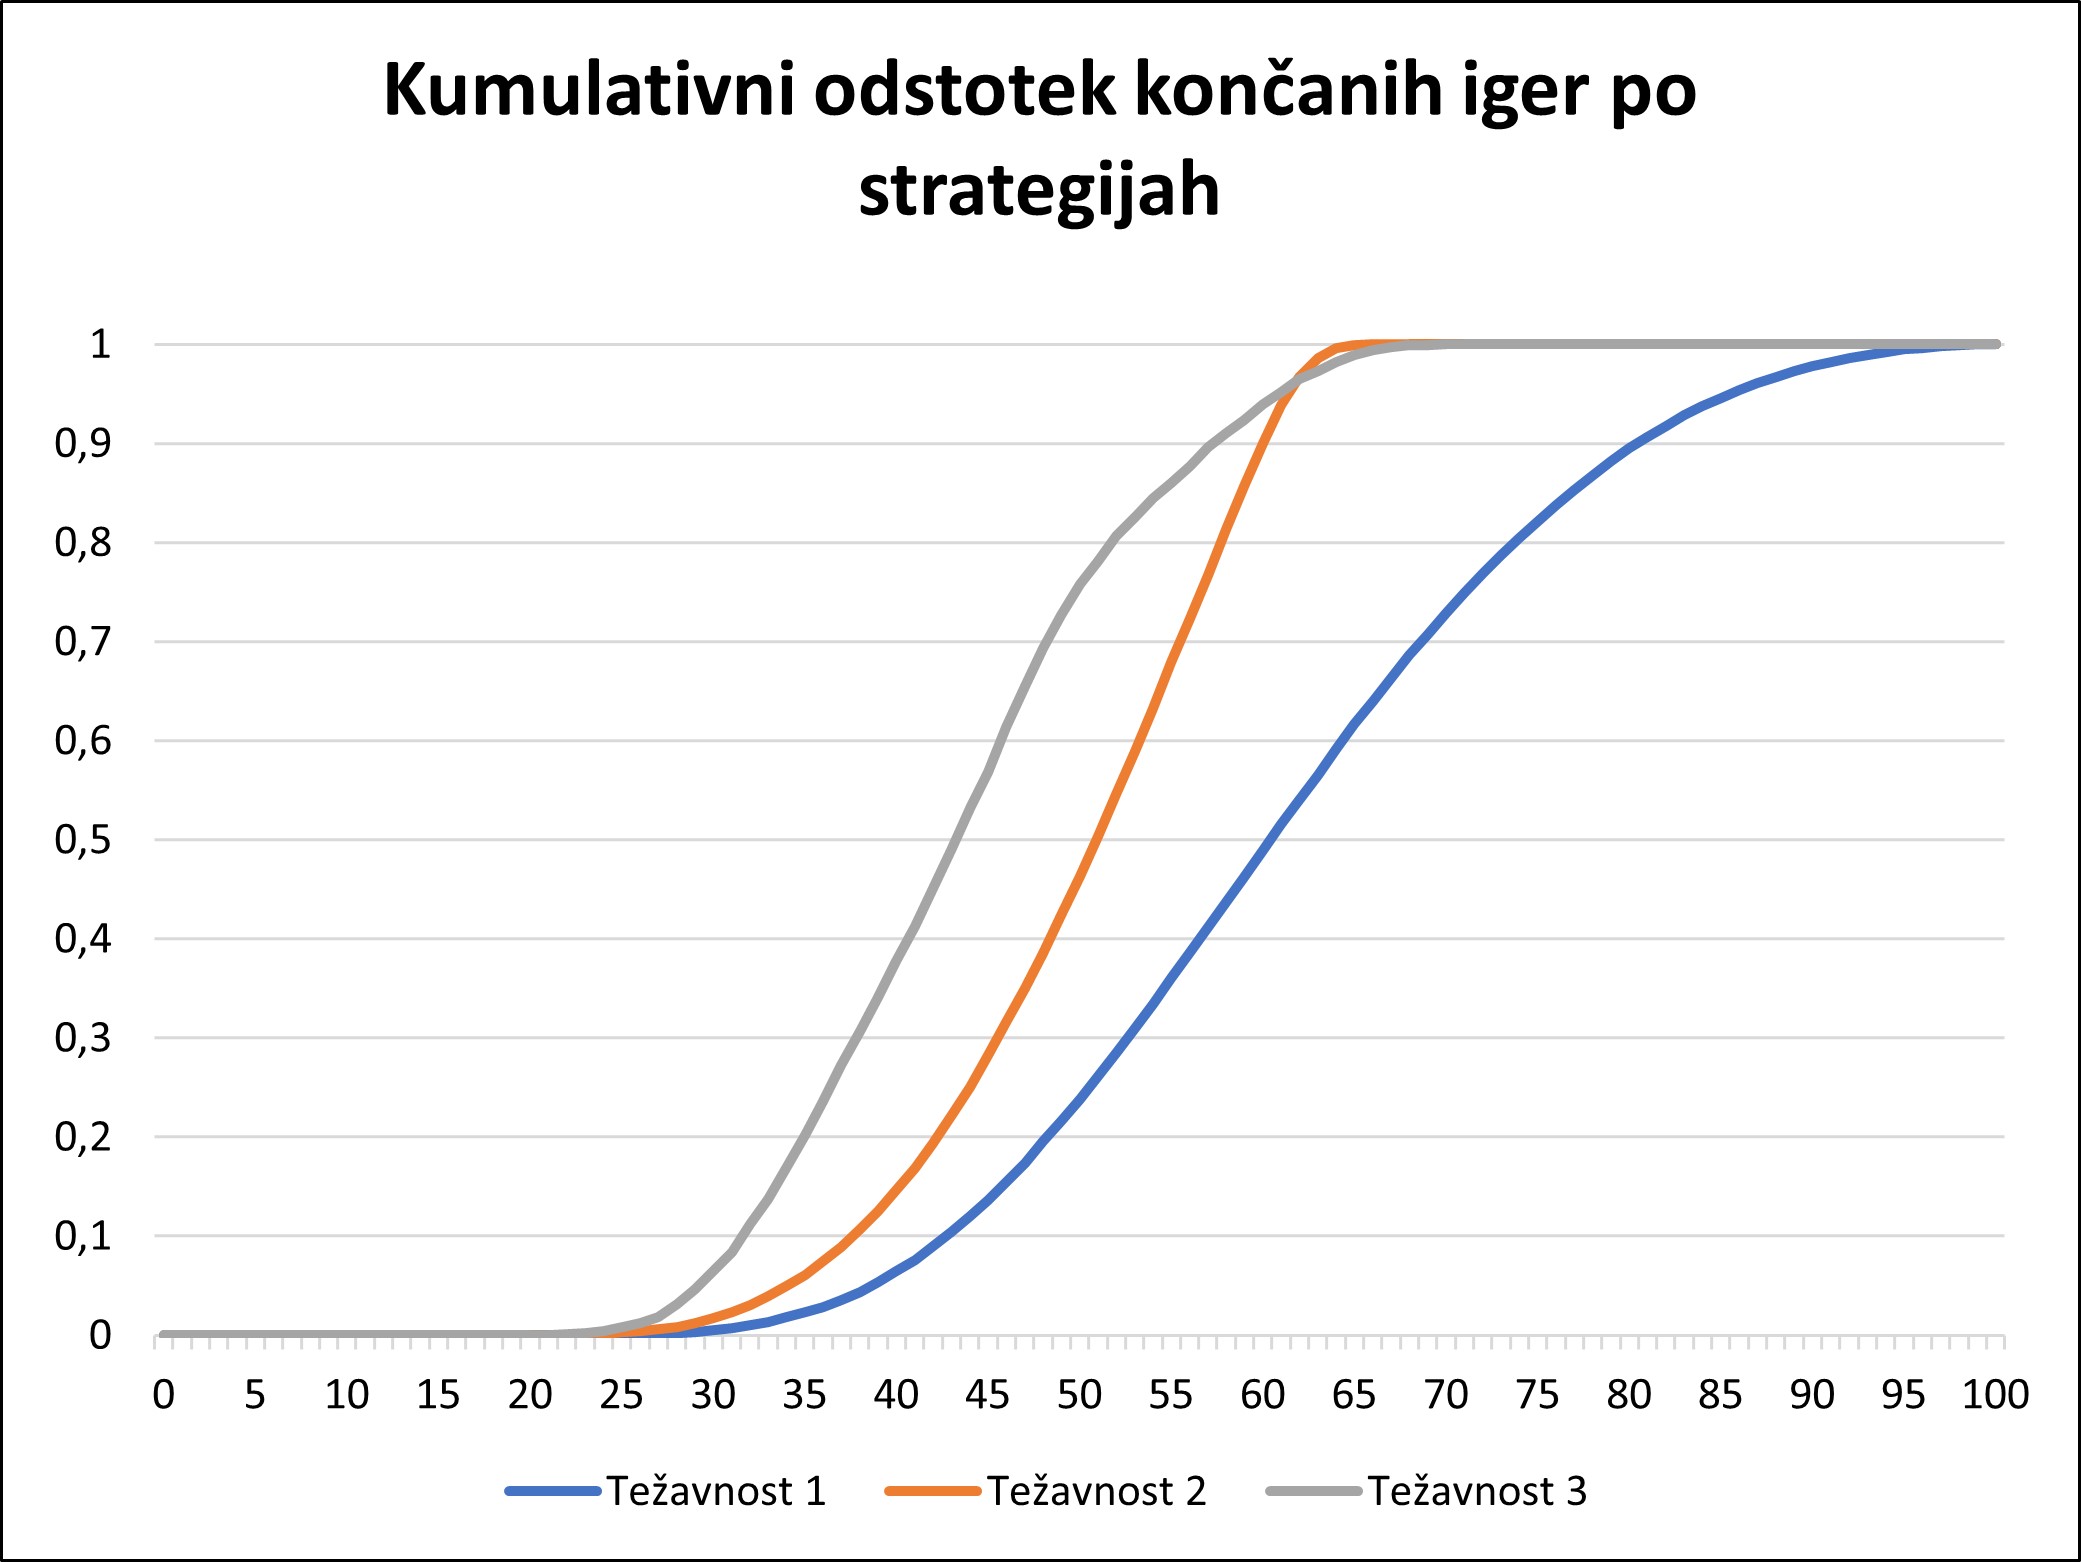 Kumulativni odstotek končanih iger po
strategijah
1
0,9
0,8
0,7
0,6
0,5
0,4
0,3
0,2
0,1
0
0 5 10 15 20 25 30 35 40 45 50 55 60 65 70 75 80 85 90 95 100
Težavnost 1 Težavnost 2 Težavnost 3